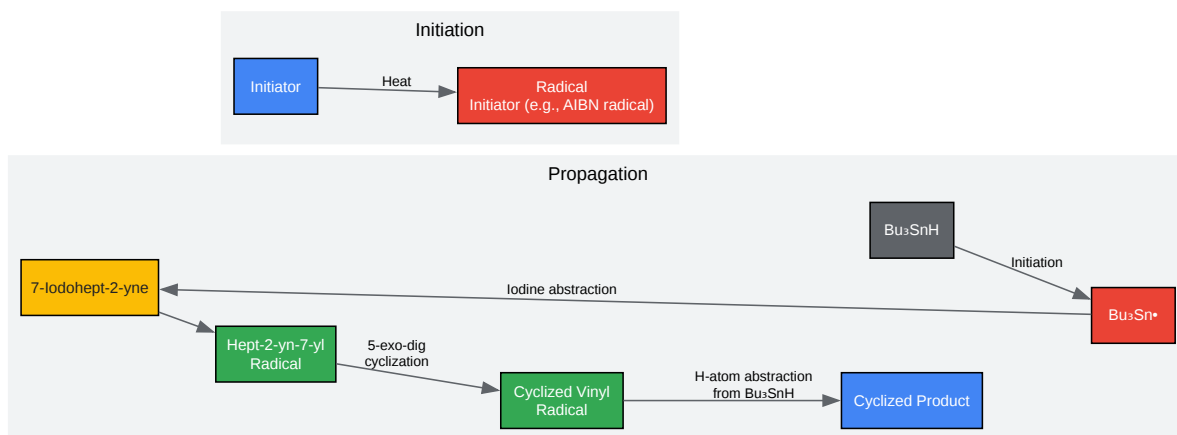 Initiation
Initiator
Heat
Radical
Initiator (e.g., AIBN radical)
Propagation
Bu₃SnH
Initiation
7-Iodohept-2-yne
Iodine abstraction
Bu₃Sn•
Hept-2-yn-7-yl
Radical
5-exo-dig
cyclization
Cyclized Vinyl
Radical
H-atom abstraction
from Bu₃SnH
Cyclized Product